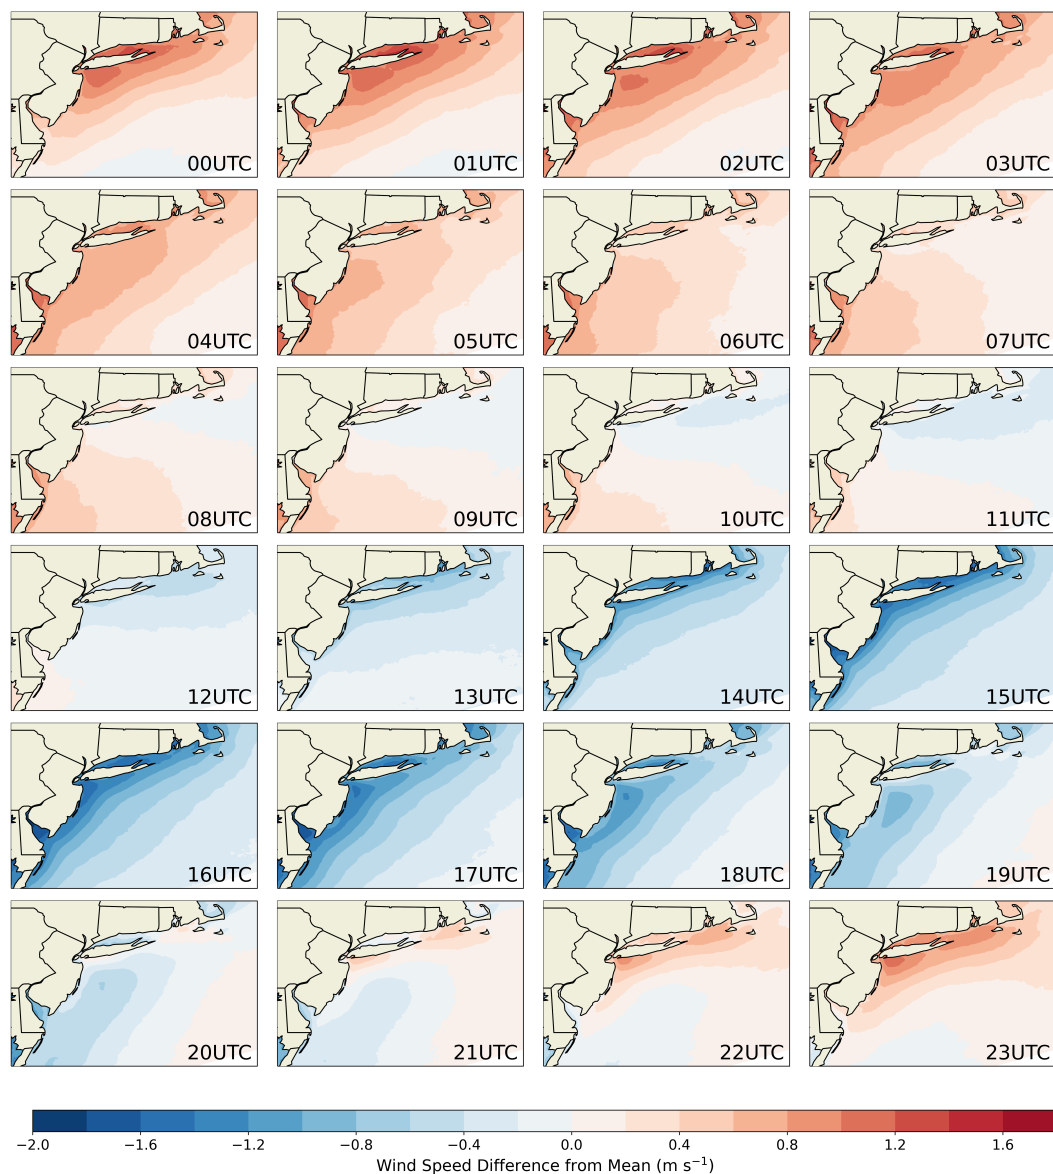 00UTC 01UTC 02UTC 03UTC
04UTC 05UTC 06UTC 07UTC
08UTC 09UTC 10UTC 11UTC
12UTC 13UTC 14UTC 15UTC
16UTC 17UTC 18UTC 19UTC
20UTC 21UTC 22UTC 23UTC
−2.0 −1.6 −1.2 −0.8 −0.4 0.0 0.4 0.8 1.2 1.6
Wind Speed Difference from Mean (m s⁻¹)